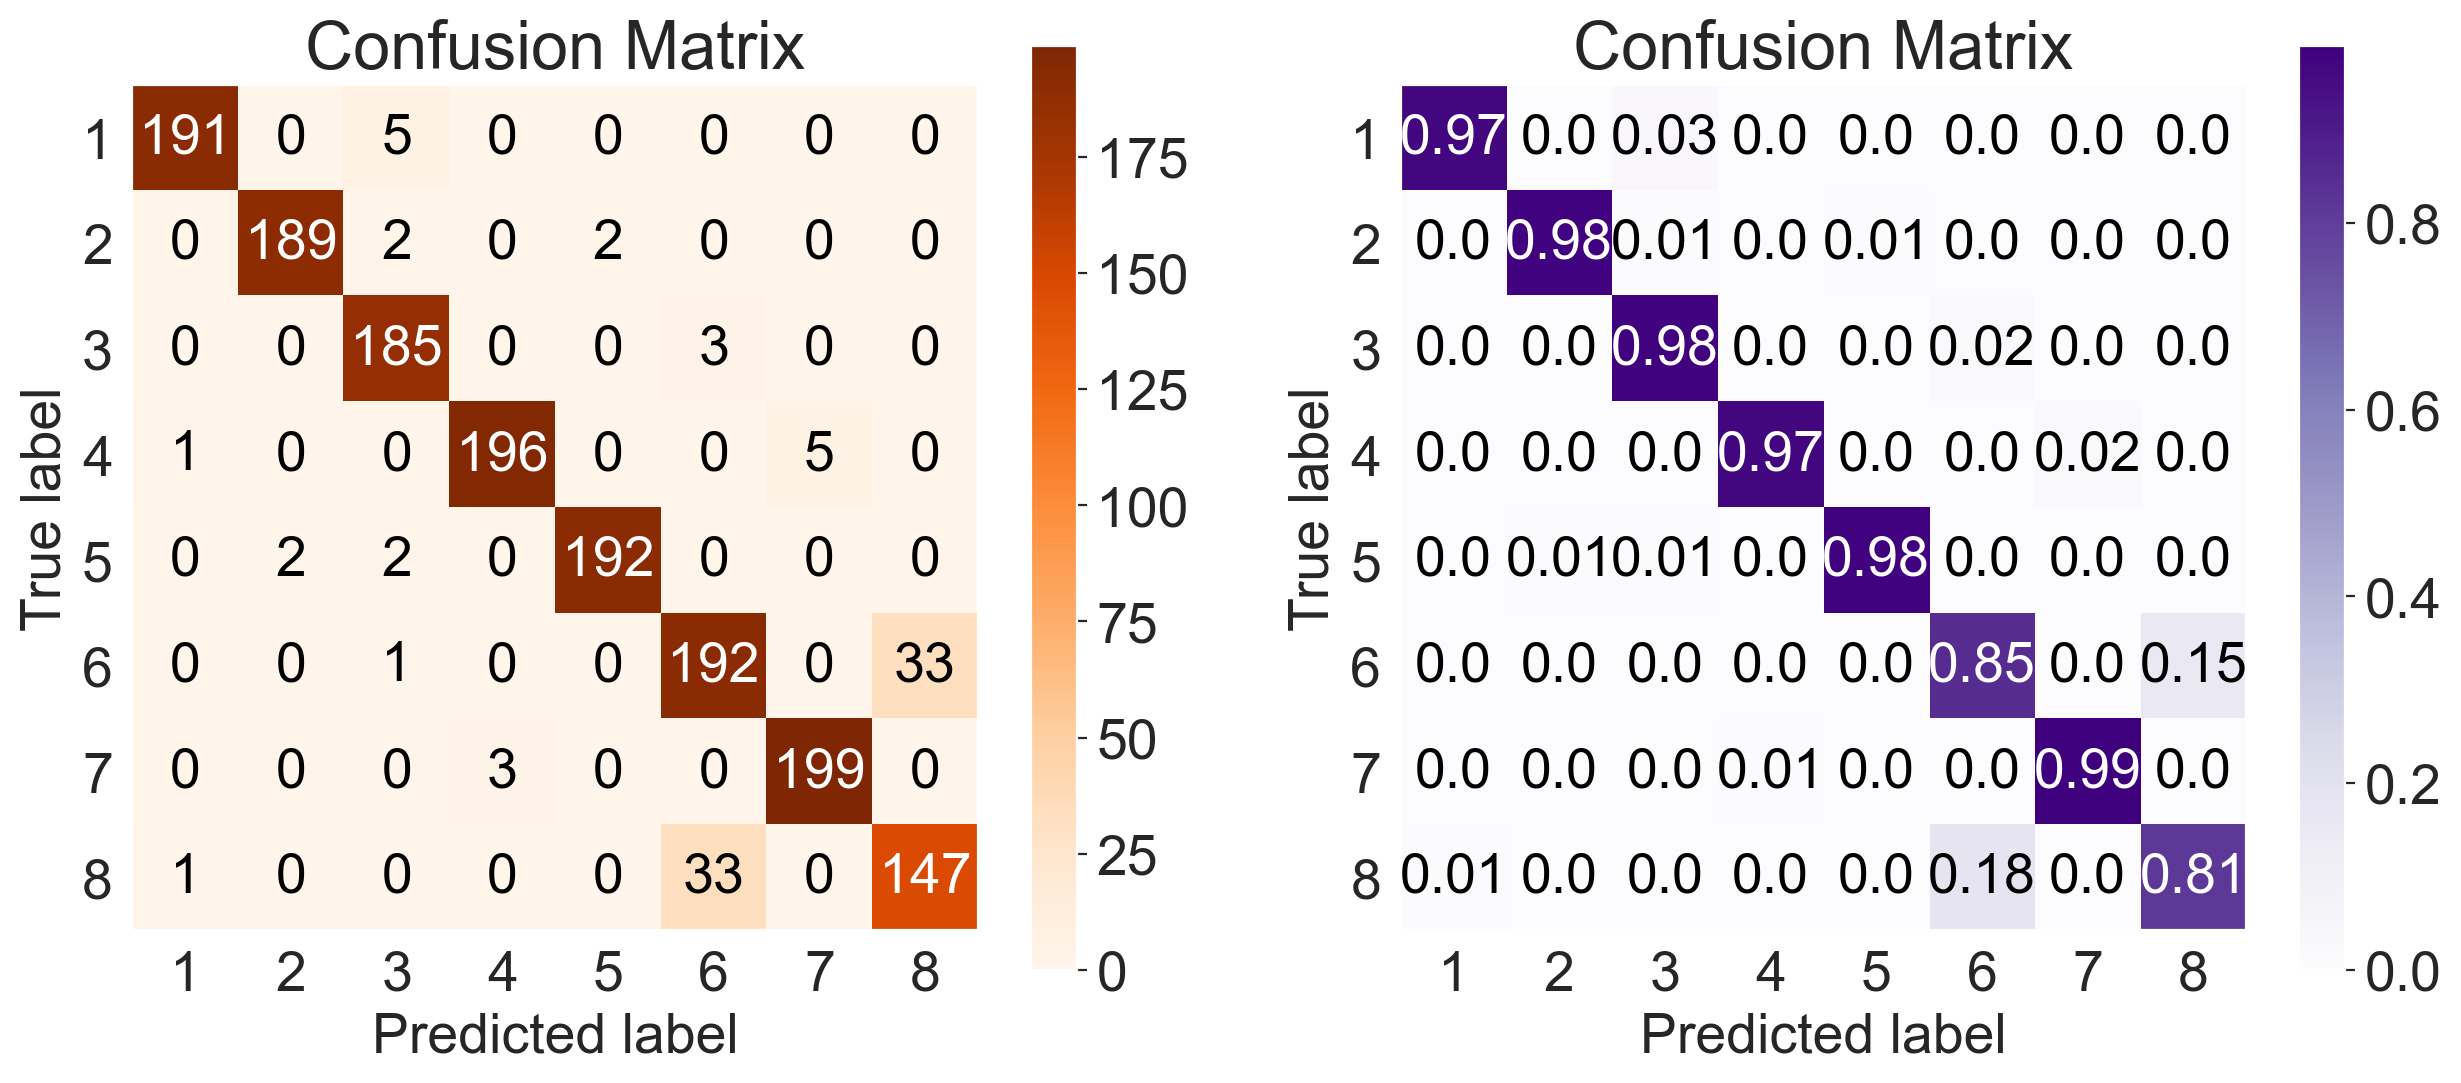 Confusion Matrix
1 191 0 5 0 0 0 0 0
2 0 189 2 0 2 0 0 0
3 0 0 185 0 0 3 0 0
4 1 0 0 196 0 0 5 0
5 0 2 2 0 192 0 0 0
6 0 0 1 0 0 192 0 33
7 0 0 0 3 0 0 199 0
8 1 0 0 0 0 33 0 147
1 2 3 4 5 6 7 8
Predicted label
True label
175
150
125
100
75
50
25
0
Confusion Matrix
1 0.97 0.0 0.03 0.0 0.0 0.0 0.0 0.0
2 0.0 0.98 0.01 0.0 0.01 0.0 0.0 0.0
3 0.0 0.0 0.98 0.0 0.0 0.02 0.0 0.0
4 0.0 0.0 0.0 0.97 0.0 0.0 0.02 0.0
5 0.0 0.01 0.01 0.0 0.98 0.0 0.0 0.0
6 0.0 0.0 0.0 0.0 0.0 0.85 0.0 0.15
7 0.0 0.0 0.0 0.01 0.0 0.0 0.99 0.0
8 0.01 0.0 0.0 0.0 0.0 0.18 0.0 0.81
1 2 3 4 5 6 7 8
Predicted label
True label
0.8
0.6
0.4
0.2
0.0